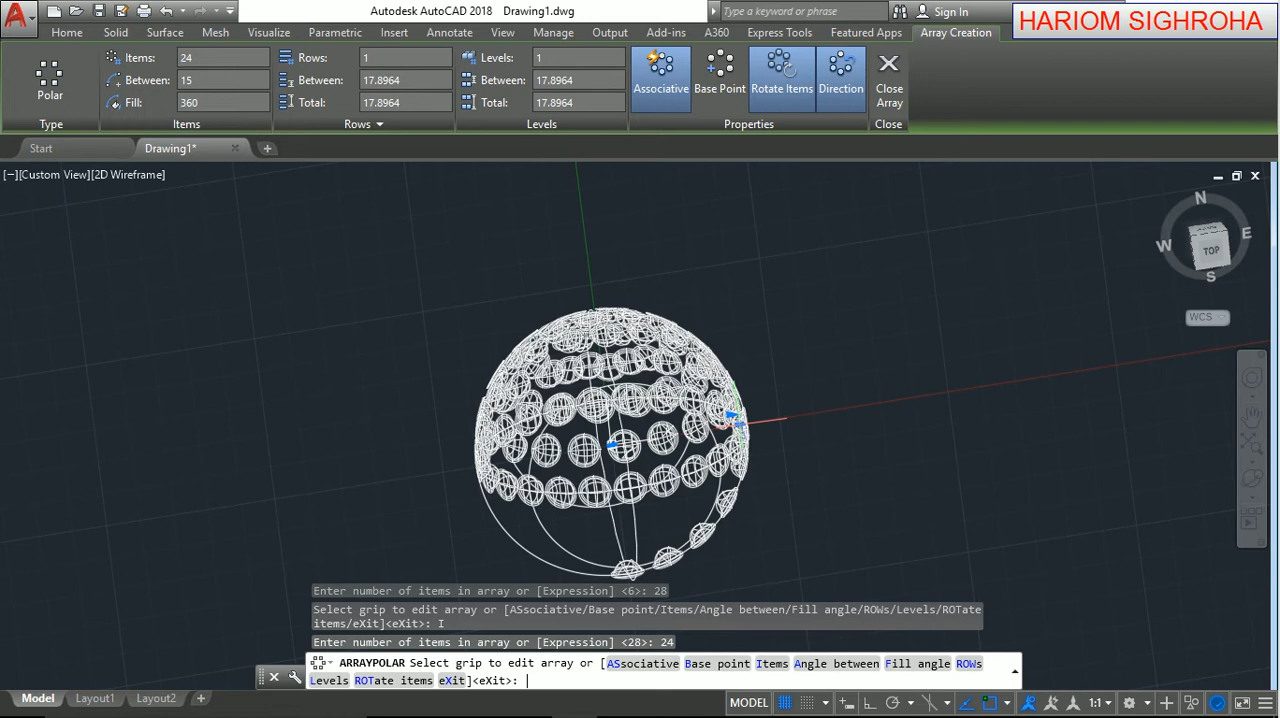 Autodesk AutoCAD 2018 Drawing1.dwg
Type a keyword or phrase
Sign In
HARIOM SIGHROHA
Home Solid Surface Mesh Visualize Parametric Insert Annotate View Manage Output Add-ins A360 Express Tools Featured Apps Array Creation
Polar
Type
Items: 24
Between: 15
Fill: 360
Items
Rows: 1
Between: 17.8964
Total: 17.8964
Rows
Levels: 1
Between: 17.8964
Total: 17.8964
Levels
Associative Base Point Rotate Items Direction
Properties
Close
Array
Close
Start Drawing1*
[−][Custom View][2D Wireframe]
N
W E
TOP
S
WCS
Enter number of items in array or [Expression] <6>: 28
Select grip to edit array or [ASsociative/Base point/Items/Angle between/Fill angle/ROWs/Levels/ROTate
items/eXit]<eXit>: I
Enter number of items in array or [Expression] <28>: 24
ARRAYPOLAR Select grip to edit array or [ASsociative Base point Items Angle between Fill angle ROWs
Levels ROTate items eXit]<eXit>:
Model Layout1 Layout2
MODEL
1:1